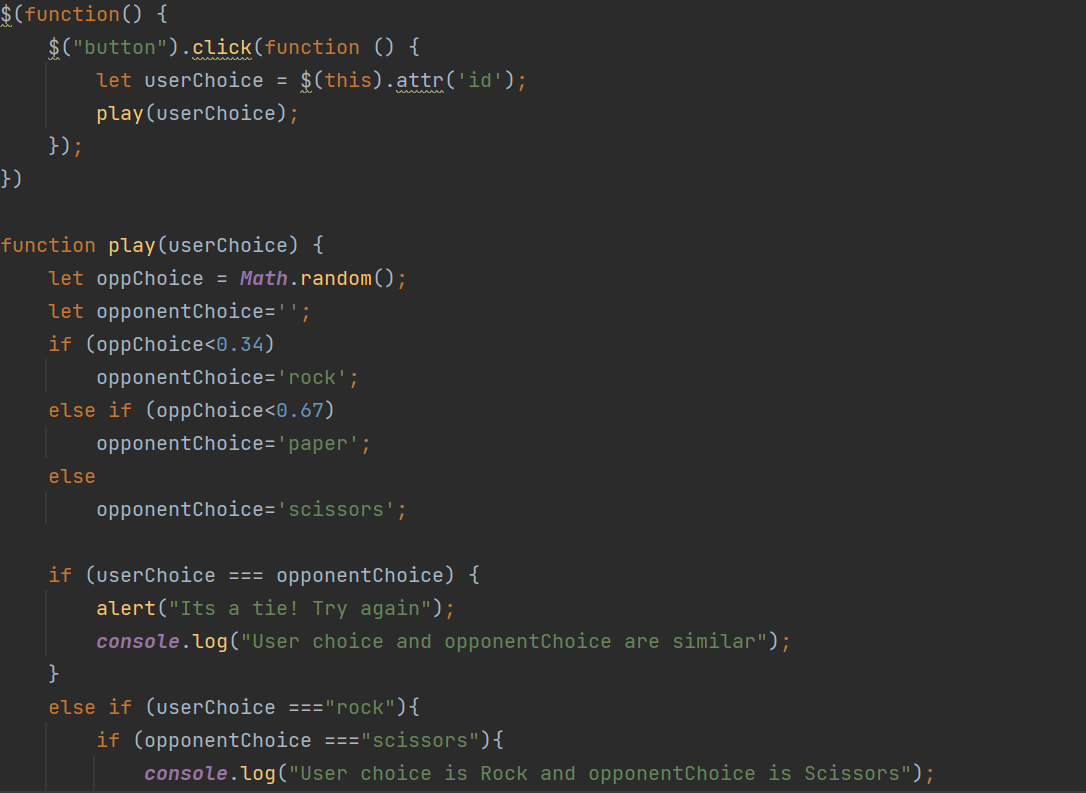 $(function() {
    $("button").click(function () {
        let userChoice = $(this).attr('id');
        play(userChoice);
    });
})

function play(userChoice) {
    let oppChoice = Math.random();
    let opponentChoice='';
    if (oppChoice<0.34)
        opponentChoice='rock';
    else if (oppChoice<0.67)
        opponentChoice='paper';
    else
        opponentChoice='scissors';

    if (userChoice === opponentChoice) {
        alert("Its a tie! Try again");
        console.log("User choice and opponentChoice are similar");
    }
    else if (userChoice ==="rock"){
        if (opponentChoice ==="scissors"){
            console.log("User choice is Rock and opponentChoice is Scissors");